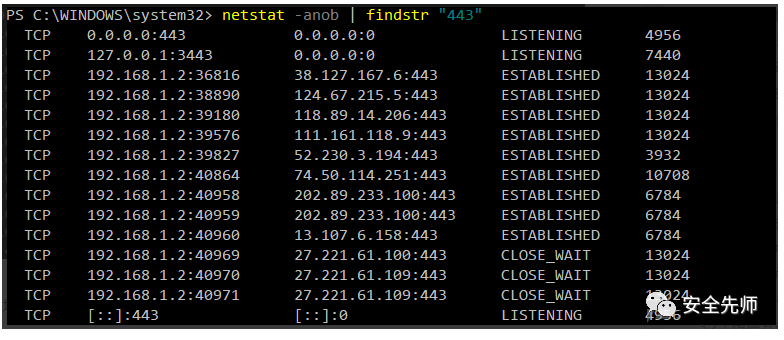 PS C:\WINDOWS\system32> netstat -anob | findstr "443"
TCP 0.0.0.0:443 0.0.0.0:0 LISTENING 4956
TCP 127.0.0.1:3443 0.0.0.0:0 LISTENING 7440
TCP 192.168.1.2:36816 38.127.167.6:443 ESTABLISHED 13024
TCP 192.168.1.2:38890 124.67.215.5:443 ESTABLISHED 13024
TCP 192.168.1.2:39180 118.89.14.206:443 ESTABLISHED 13024
TCP 192.168.1.2:39576 111.161.118.9:443 ESTABLISHED 13024
TCP 192.168.1.2:39827 52.230.3.194:443 ESTABLISHED 3932
TCP 192.168.1.2:40864 74.50.114.251:443 ESTABLISHED 10708
TCP 192.168.1.2:40958 202.89.233.100:443 ESTABLISHED 6784
TCP 192.168.1.2:40959 202.89.233.100:443 ESTABLISHED 6784
TCP 192.168.1.2:40960 13.107.6.158:443 ESTABLISHED 6784
TCP 192.168.1.2:40969 27.221.61.100:443 CLOSE_WAIT 13024
TCP 192.168.1.2:40970 27.221.61.109:443 CLOSE_WAIT 13024
TCP 192.168.1.2:40971 27.221.61.109:443 CLOSE_WAIT 13024
TCP [::]:443 [::]:0 LISTENING 4956
安全先师